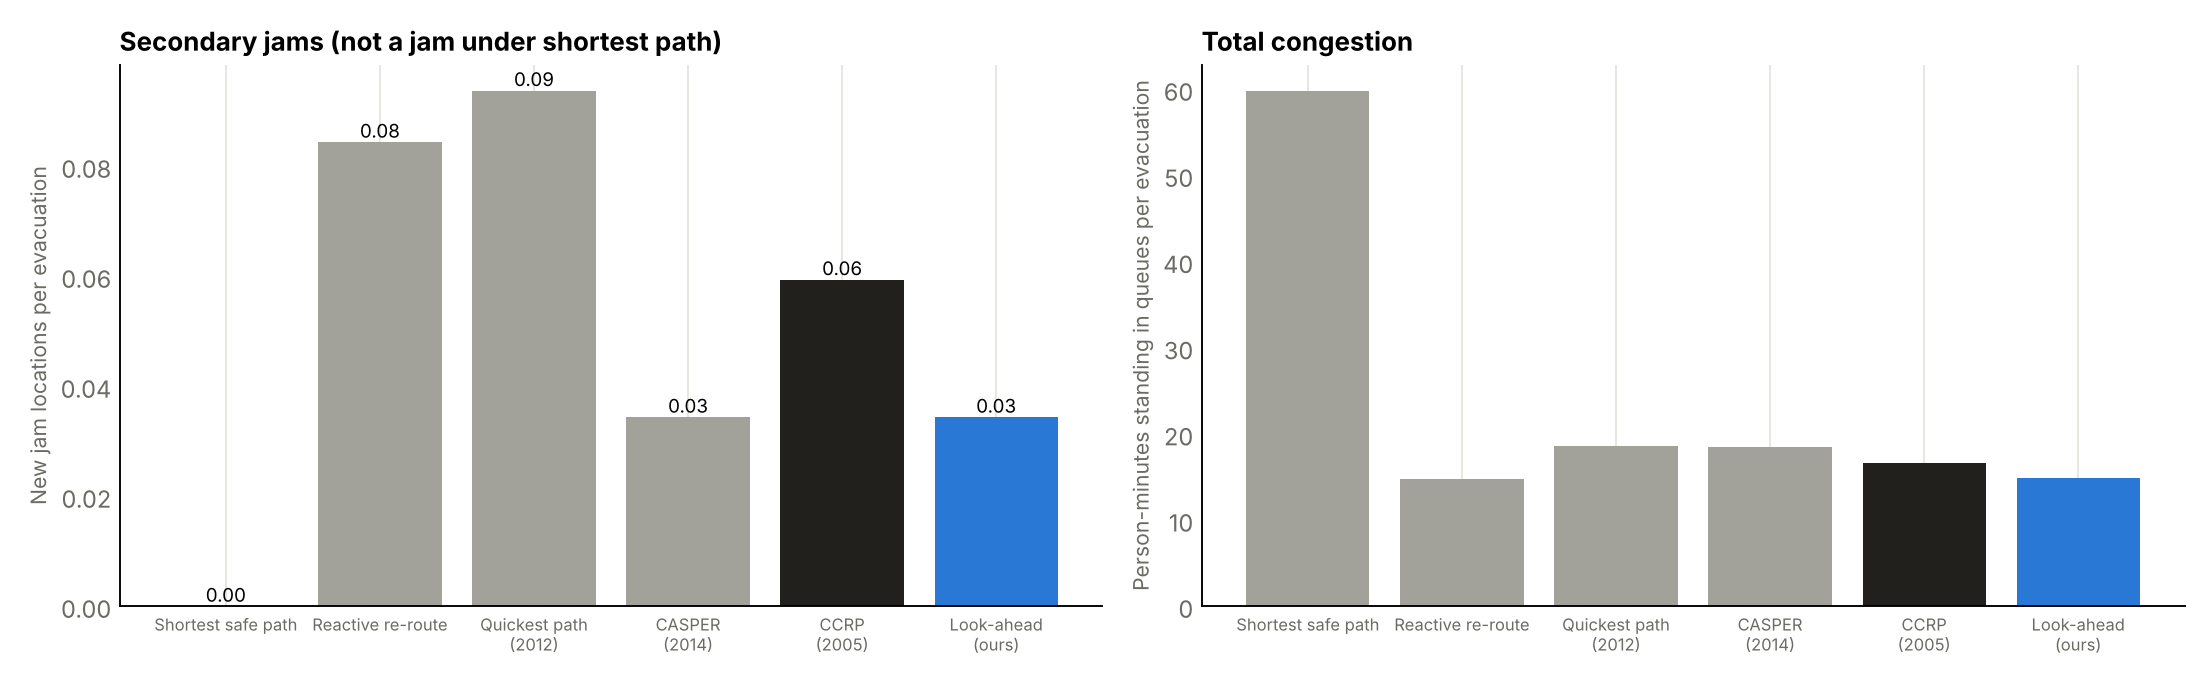 Secondary jams (not a jam under shortest path)
New jam locations per evacuation
0.08
0.06
0.04
0.02
0.00
0.00
0.08
0.09
0.03
0.06
0.03
Shortest safe path
Reactive re-route
Quickest path
(2012)
CASPER
(2014)
CCRP
(2005)
Look-ahead
(ours)
Total congestion
Person-minutes standing in queues per evacuation
60
50
40
30
20
10
0
Shortest safe path
Reactive re-route
Quickest path
(2012)
CASPER
(2014)
CCRP
(2005)
Look-ahead
(ours)